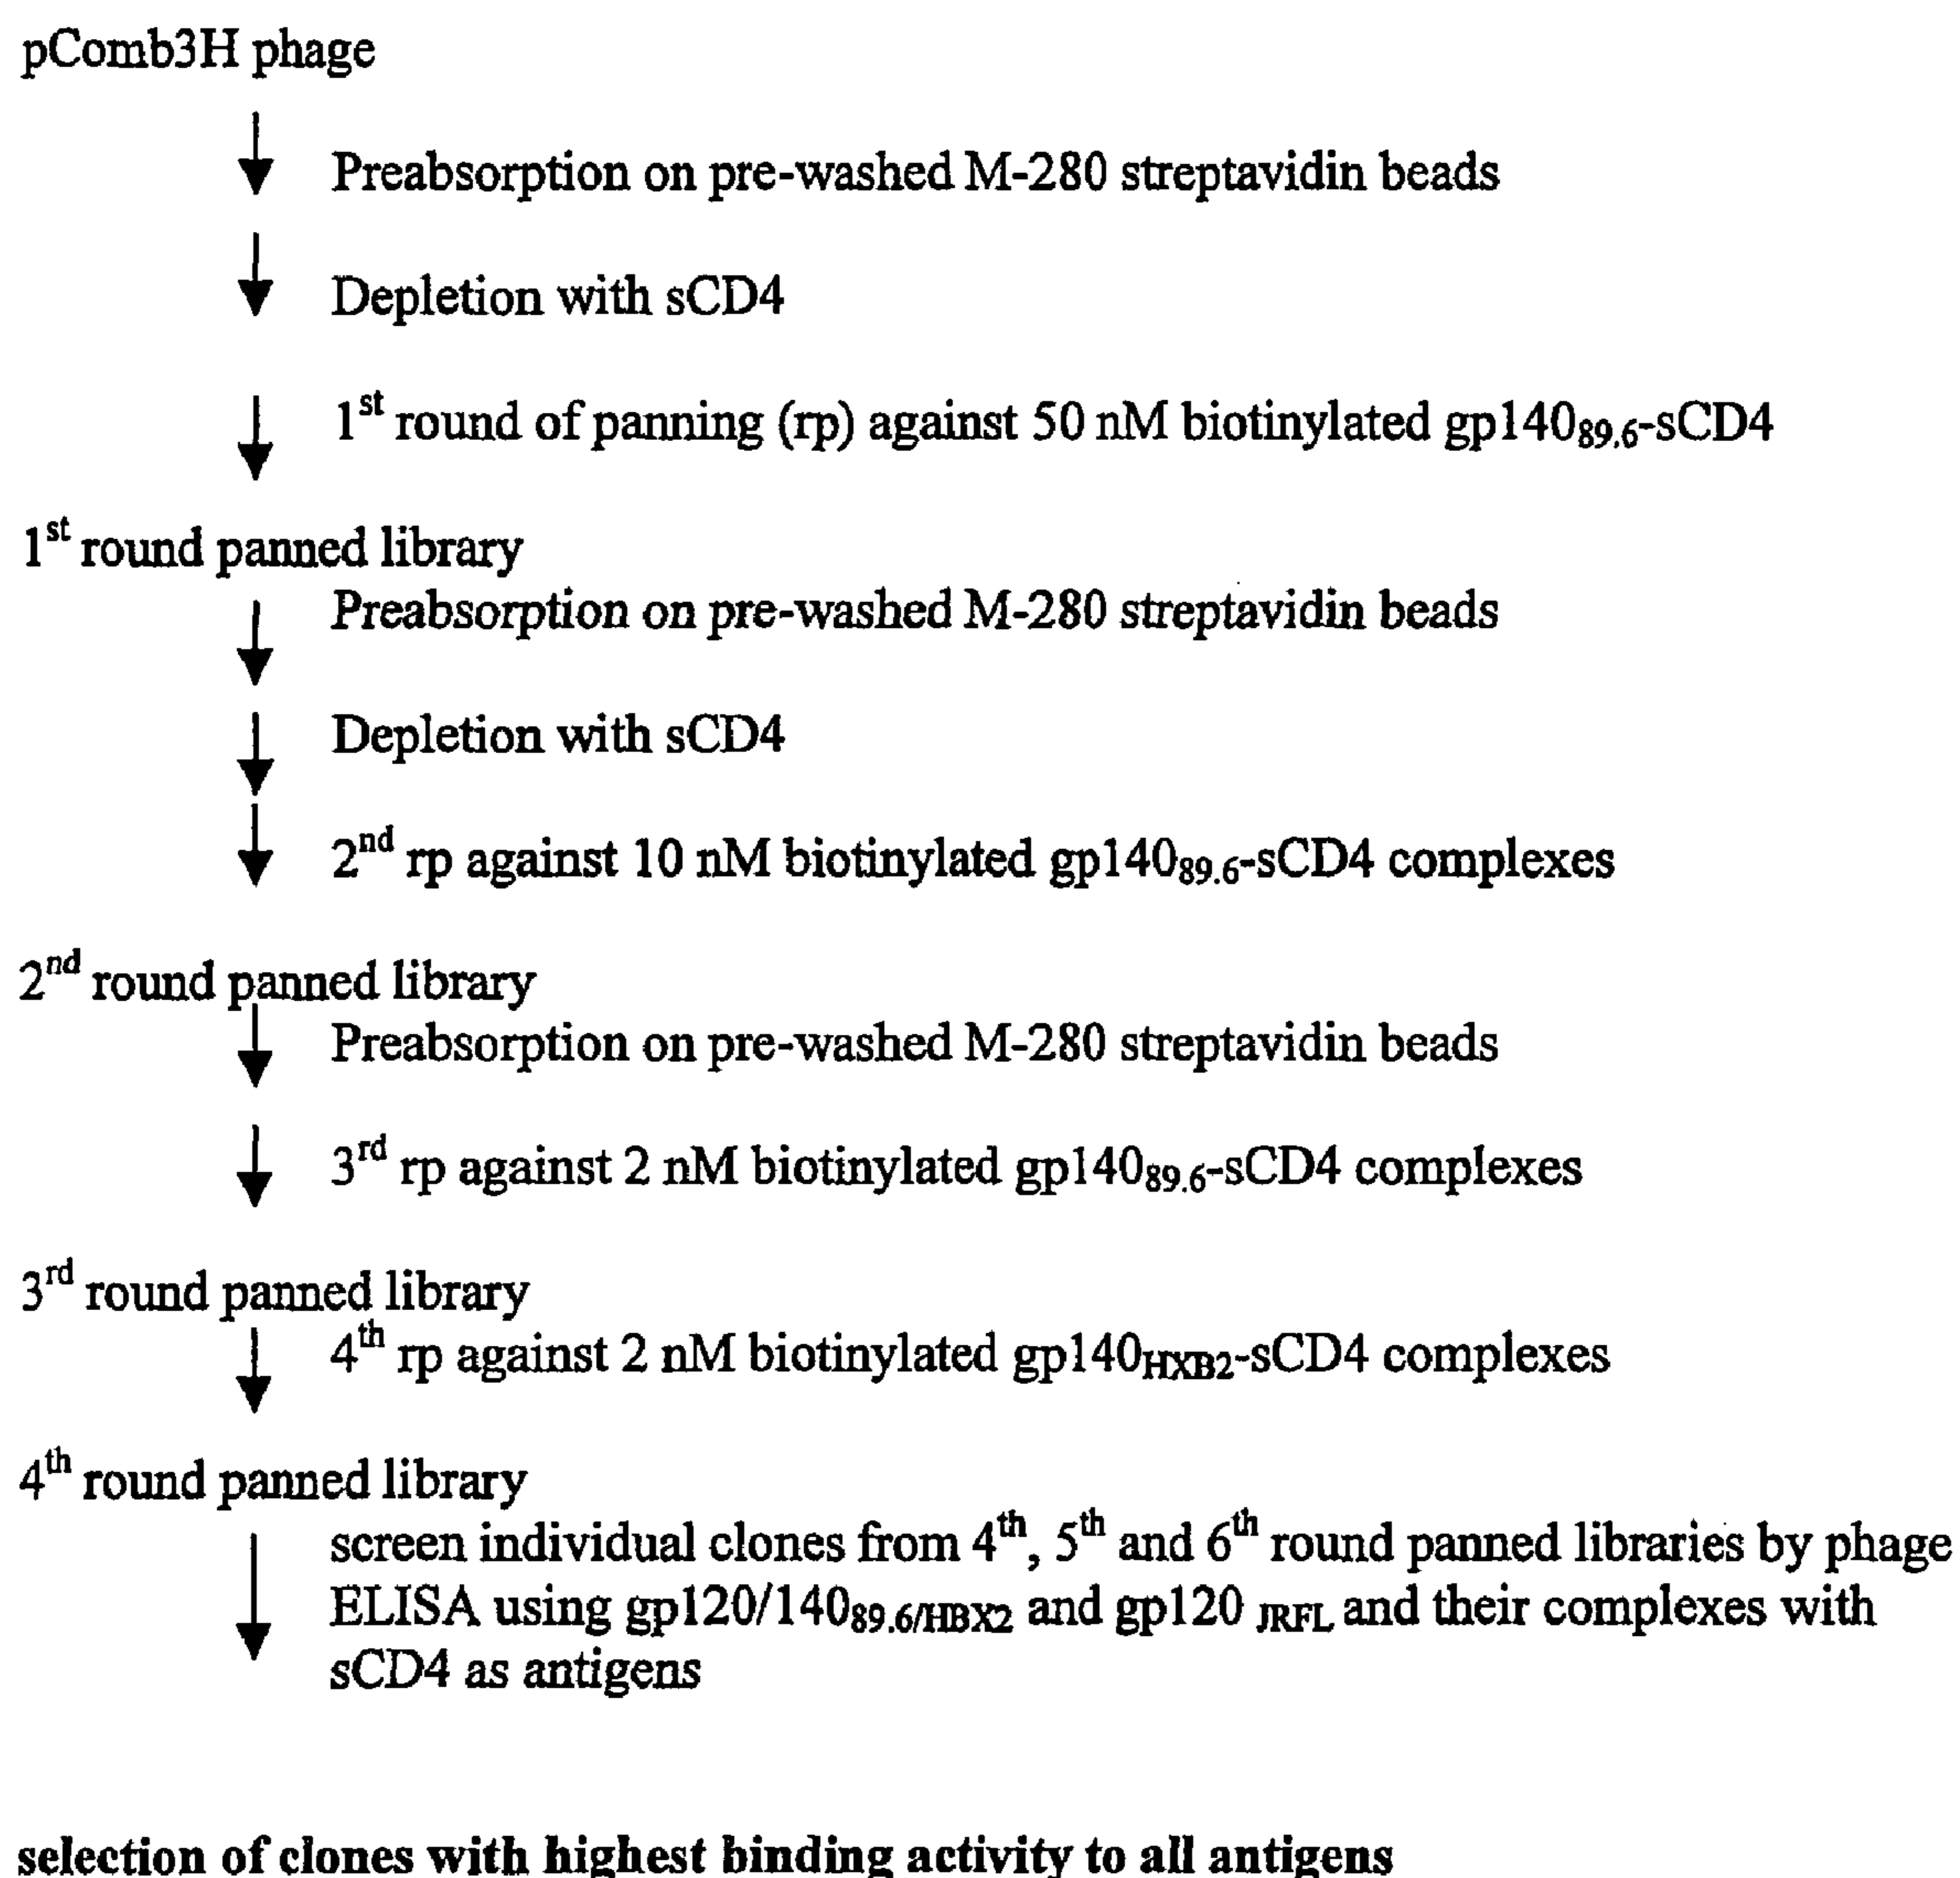 pComb3H phage
Preabsorption on pre-washed M-280 streptavidin beads
Depletion with sCD4
1st round of panning (rp) against 50 nM biotinylated gp14089.6-sCD4
1st round panned library
Preabsorption on pre-washed M-280 streptavidin beads
Depletion with sCD4
2nd rp against 10 nM biotinylated gp14089.6-sCD4 complexes
2nd round panned library
Preabsorption on pre-washed M-280 streptavidin beads
3rd rp against 2 nM biotinylated gp14089.6-sCD4 complexes
3rd round panned library
4th rp against 2 nM biotinylated gp140HXB2-sCD4 complexes
4th round panned library
screen individual clones from 4th, 5th and 6th round panned libraries by phage
ELISA using gp120/14089.6/HBX2 and gp120 JRFL and their complexes with
sCD4 as antigens
selection of clones with highest binding activity to all antigens